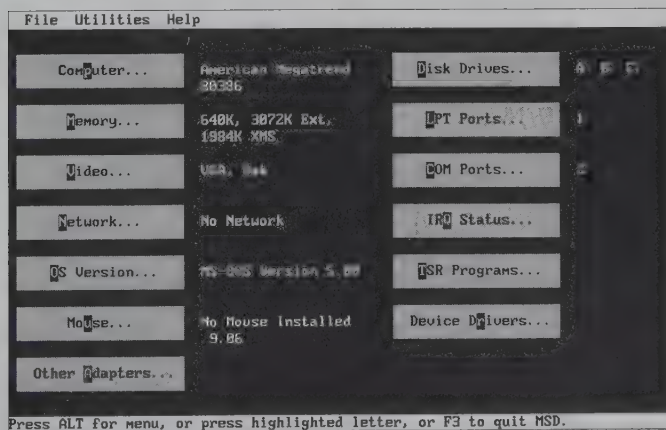 File Utilities Help
Computer...
American Megatrend
80386
Memory...
640K, 3072K Ext,
1984K XMS
Video...
VGA, Oak
Network...
No Network
OS Version...
MS-DOS Version 5.00
Mouse...
No Mouse Installed
9.06
Other Adapters...
Disk Drives...
LPT Ports...
1
COM Ports...
IRQ Status...
TSR Programs...
Device Drivers...
Press ALT for menu, or press highlighted letter, or F3 to quit MSD.